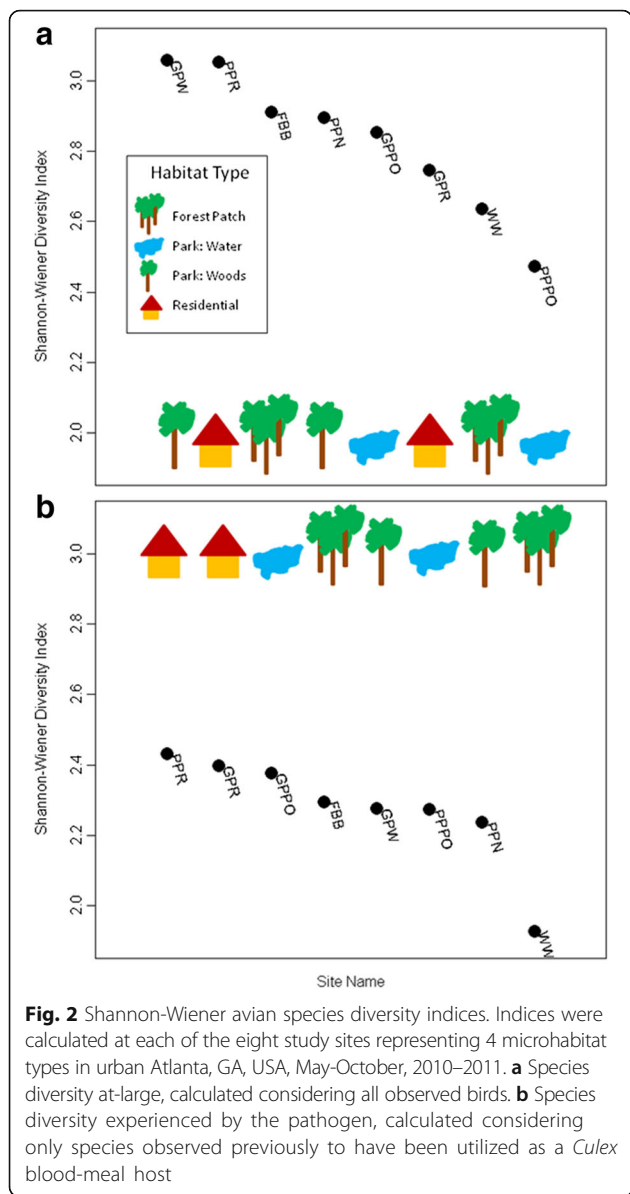 a
Shannon-Wiener Diversity Index
3.0
2.8
2.6
2.4
2.2
2.0
GPW
PPR
FBB
PPN
GPPO
GPR
WW
PPPO
Habitat Type
Forest Patch
Park: Water
Park: Woods
Residential
b
Shannon-Wiener Diversity Index
3.0
2.8
2.6
2.4
2.2
2.0
PPR
GPR
GPPO
FBB
GPW
PPPO
PPN
WW
Site Name
Fig. 2 Shannon-Wiener avian species diversity indices. Indices were
calculated at each of the eight study sites representing 4 microhabitat
types in urban Atlanta, GA, USA, May-October, 2010–2011. a Species
diversity at-large, calculated considering all observed birds. b Species
diversity experienced by the pathogen, calculated considering
only species observed previously to have been utilized as a Culex
blood-meal host